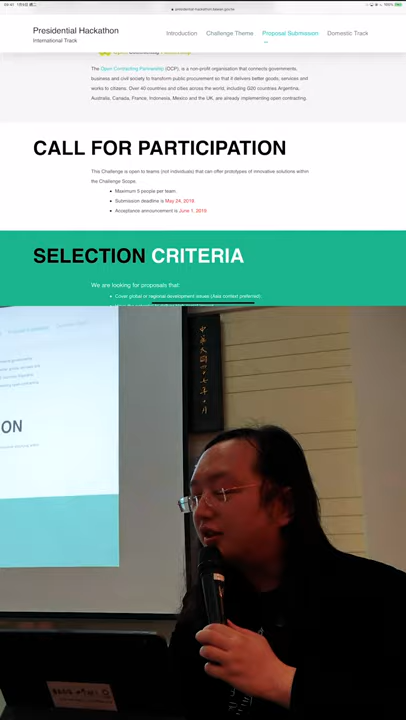 presidential-hackathon.taiwan.gov.tw
Presidential Hackathon
International Track
Introduction Challenge Theme Proposal Submission Domestic Track
The Open Contracting Partnership (OCP), is a non-profit organisation that connects governments,
business and civil society to transform public procurement so that it delivers better goods, services and
works to citizens. Over 40 countries and cities across the world, including G20 countries Argentina,
Australia, Canada, France, Indonesia, Mexico and the UK, are already implementing open contracting.
CALL FOR PARTICIPATION
This Challenge is open to teams (not individuals) that can offer prototypes of innovative solutions within
the Challenge Scope.
Maximum 5 people per team.
Submission deadline is May 24, 2019
Acceptance announcement is June 1, 2019
SELECTION CRITERIA
We are looking for proposals that:
Cover global or regional development issues (Asia context preferred)
ON